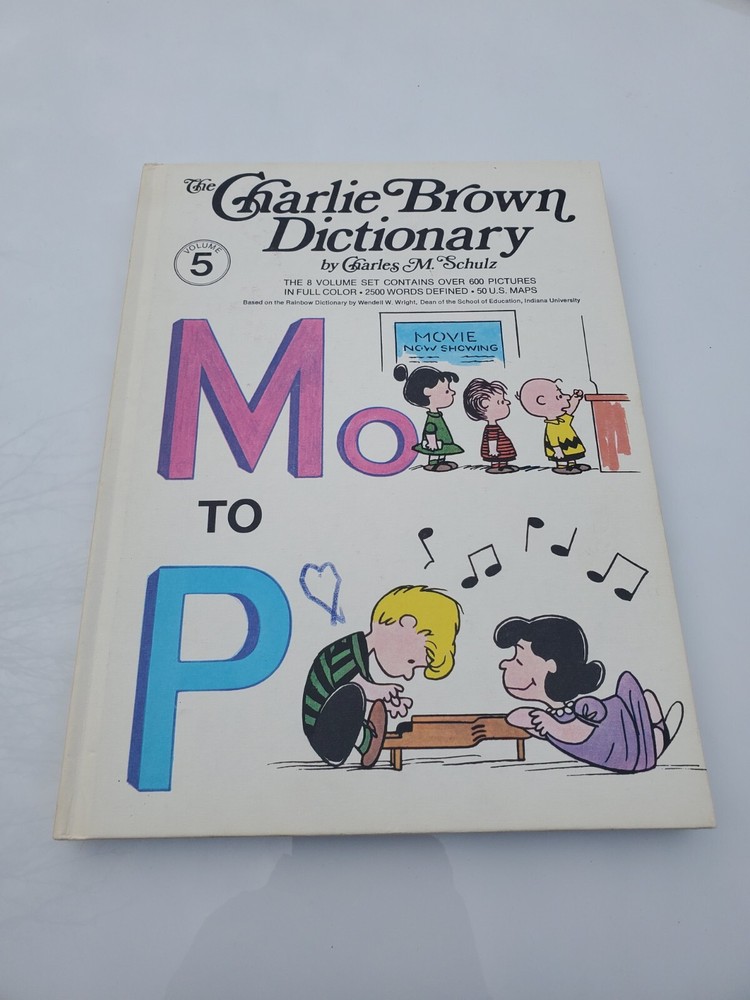 The Charlie Brown
Dictionary
by Charles M. Schulz
VOLUME
5
THE 8 VOLUME SET CONTAINS OVER 600 PICTURES
IN FULL COLOR • 2500 WORDS DEFINED • 50 U.S. MAPS
Based on the Rainbow Dictionary by Wendell W. Wright, Dean of the School of Education, Indiana University
MOVIE
NOW SHOWING
Mo
TO
P